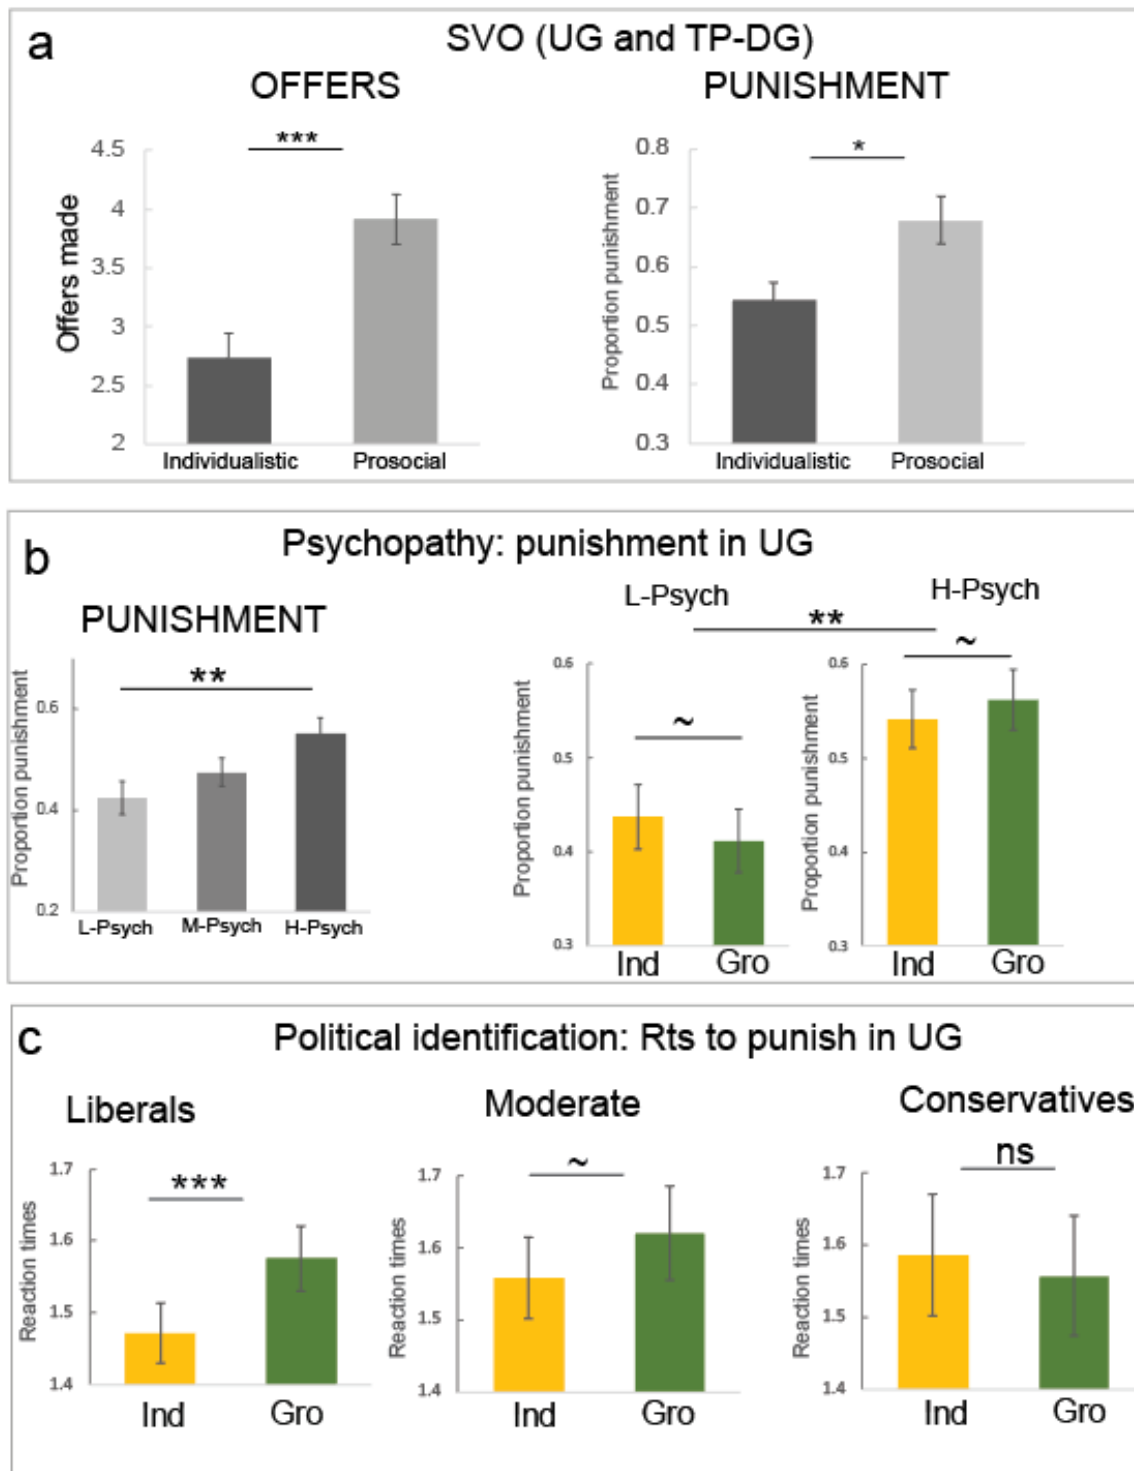 a
SVO (UG and TP-DG)
OFFERS
PUNISHMENT
***
*
Offers made
4.5
4
3.5
3
2.5
2
Individualistic
Prosocial
Proportion punishment
0.8
0.7
0.6
0.5
0.4
0.3
Individualistic
Prosocial
b
Psychopathy: punishment in UG
PUNISHMENT
**
Proportion punishment
0.6
0.4
0.2
L-Psych
M-Psych
H-Psych
L-Psych
H-Psych
**
~
~
Proportion punishment
0.6
0.5
0.4
0.3
Ind
Gro
Proportion punishment
0.6
0.5
0.4
0.3
Ind
Gro
c
Political identification: Rts to punish in UG
Liberals
***
Reaction times
1.7
1.6
1.5
1.4
Ind
Gro
Moderate
~
Reaction times
1.7
1.6
1.5
1.4
Ind
Gro
Conservatives
ns
Reaction times
1.7
1.6
1.5
1.4
Ind
Gro